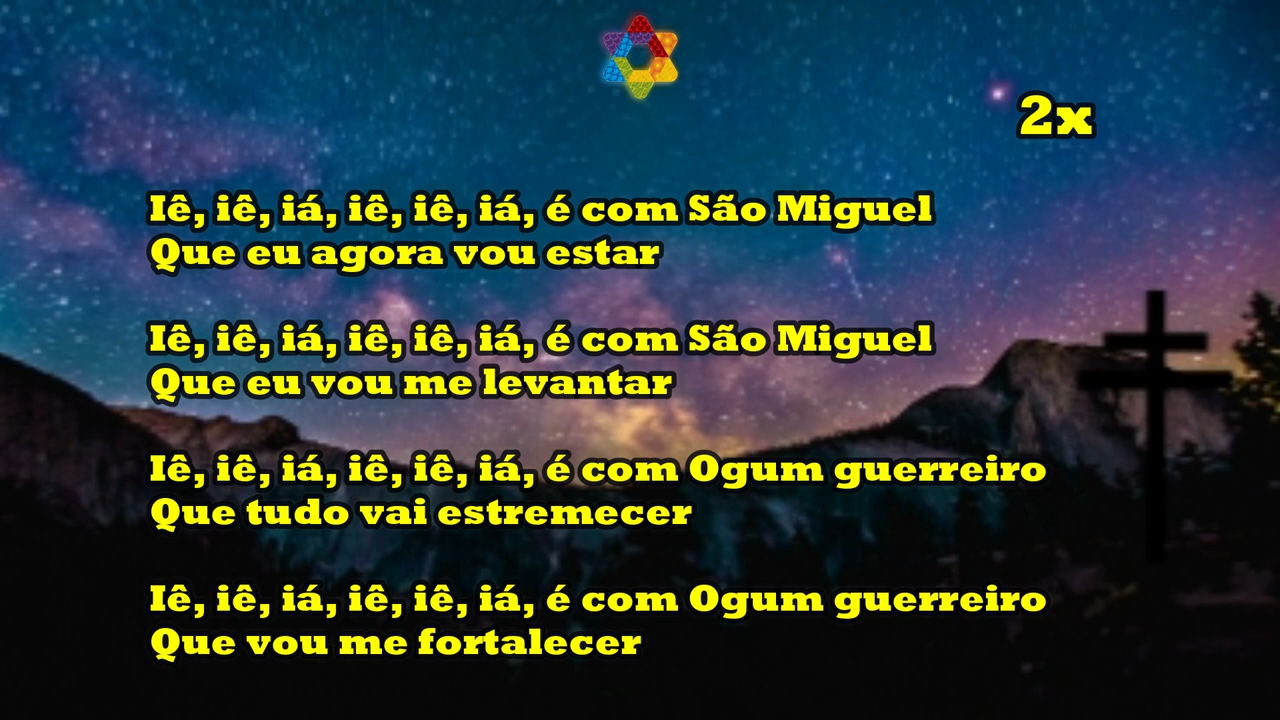 2x
Iê, iê, iá, iê, iê, iá, é com São Miguel
Que eu agora vou estar
Iê, iê, iá, iê, iê, iá, é com São Miguel
Que eu vou me levantar
Iê, iê, iá, iê, iê, iá, é com Ogum guerreiro
Que tudo vai estremecer
Iê, iê, iá, iê, iê, iá, é com Ogum guerreiro
Que vou me fortalecer